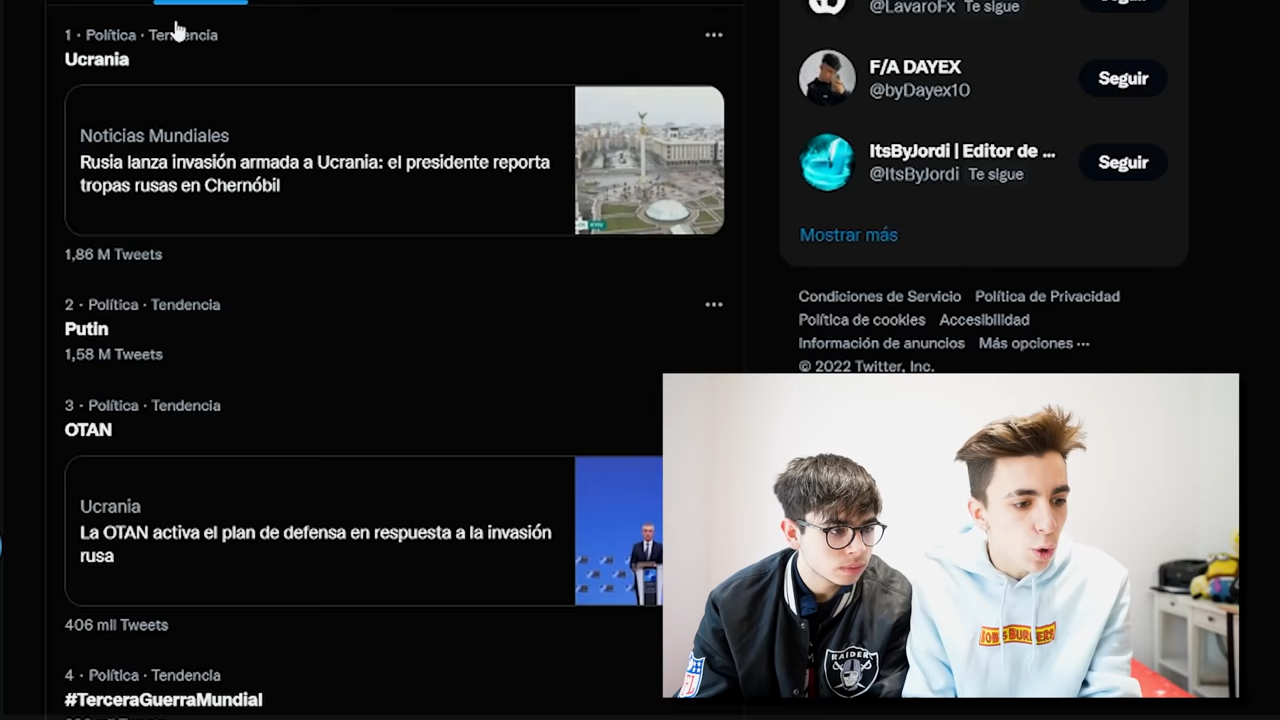 1 · Política · Tendencia
Ucrania
Noticias Mundiales
Rusia lanza invasión armada a Ucrania: el presidente reporta
tropas rusas en Chernóbil
1,86 M Tweets
2 · Política · Tendencia
Putin
1,58 M Tweets
3 · Política · Tendencia
OTAN
Ucrania
La OTAN activa el plan de defensa en respuesta a la invasión
rusa
406 mil Tweets
4 · Política · Tendencia
#TerceraGuerraMundial
@LavaroFx Te sigue
Seguir
F/A DAYEX
@byDayex10
Seguir
ItsByJordi | Editor de ...
@ItsByJordi Te sigue
Seguir
Mostrar más
Condiciones de Servicio Política de Privacidad
Política de cookies Accesibilidad
Información de anuncios Más opciones ···
© 2022 Twitter, Inc.
RAIDERS